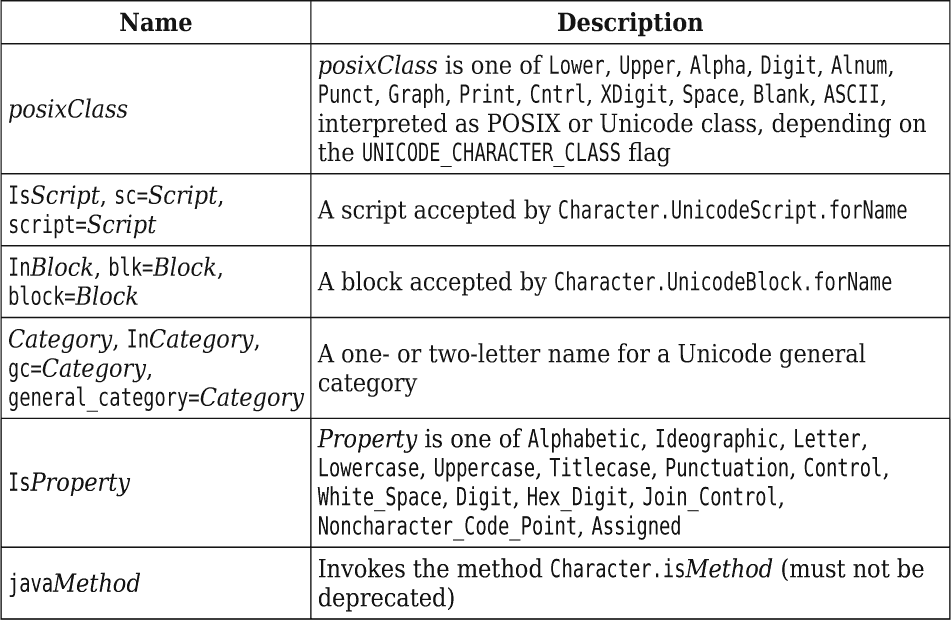 Name
Description
posixClass
posixClass is one of Lower, Upper, Alpha, Digit, Alnum,
Punct, Graph, Print, Cntrl, XDigit, Space, Blank, ASCII,
interpreted as POSIX or Unicode class, depending on
the UNICODE_CHARACTER_CLASS flag
IsScript, sc=Script,
script=Script
A script accepted by Character.UnicodeScript.forName
InBlock, blk=Block,
block=Block
A block accepted by Character.UnicodeBlock.forName
Category, InCategory,
gc=Category,
general_category=Category
A one- or two-letter name for a Unicode general
category
IsProperty
Property is one of Alphabetic, Ideographic, Letter,
Lowercase, Uppercase, Titlecase, Punctuation, Control,
White_Space, Digit, Hex_Digit, Join_Control,
Noncharacter_Code_Point, Assigned
javaMethod
Invokes the method Character.isMethod (must not be
deprecated)